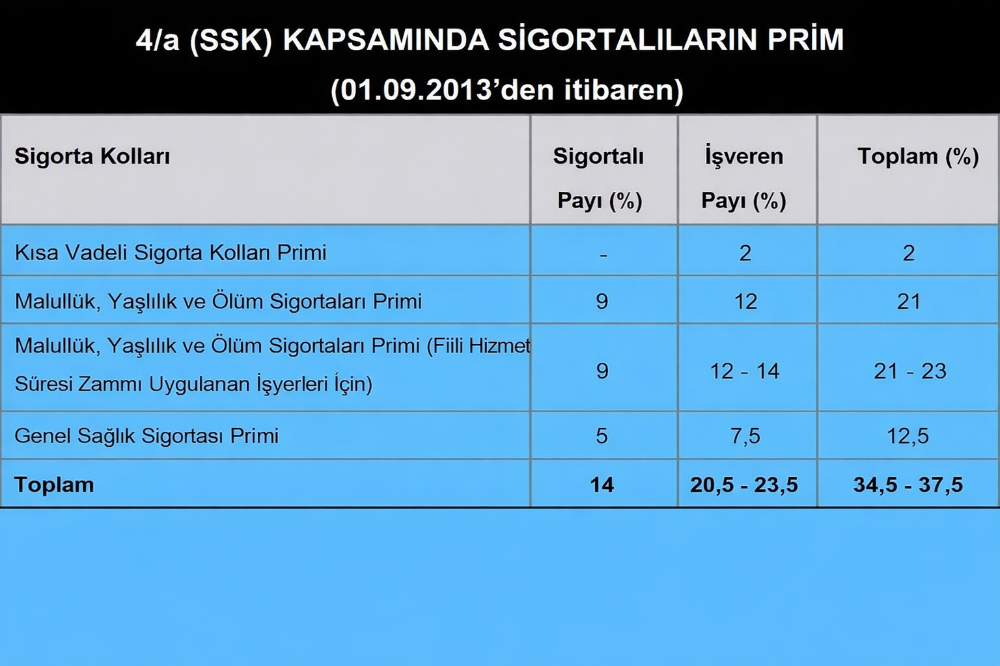 4/a (SSK) KAPSAMINDA SİGORTALILARIN PRİM
(01.09.2013’den itibaren)
Sigorta Kolları Sigortalı Payı (%) İşveren Payı (%) Toplam (%)
Kısa Vadeli Sigorta Kolları Primi - 2 2
Malullük, Yaşlılık ve Ölüm Sigortaları Primi 9 12 21
Malullük, Yaşlılık ve Ölüm Sigortaları Primi (Fiili Hizmet
Süresi Zammı Uygulanan İşyerleri İçin) 9 12 - 14 21 - 23
Genel Sağlık Sigortası Primi 5 7,5 12,5
Toplam 14 20,5 - 23,5 34,5 - 37,5